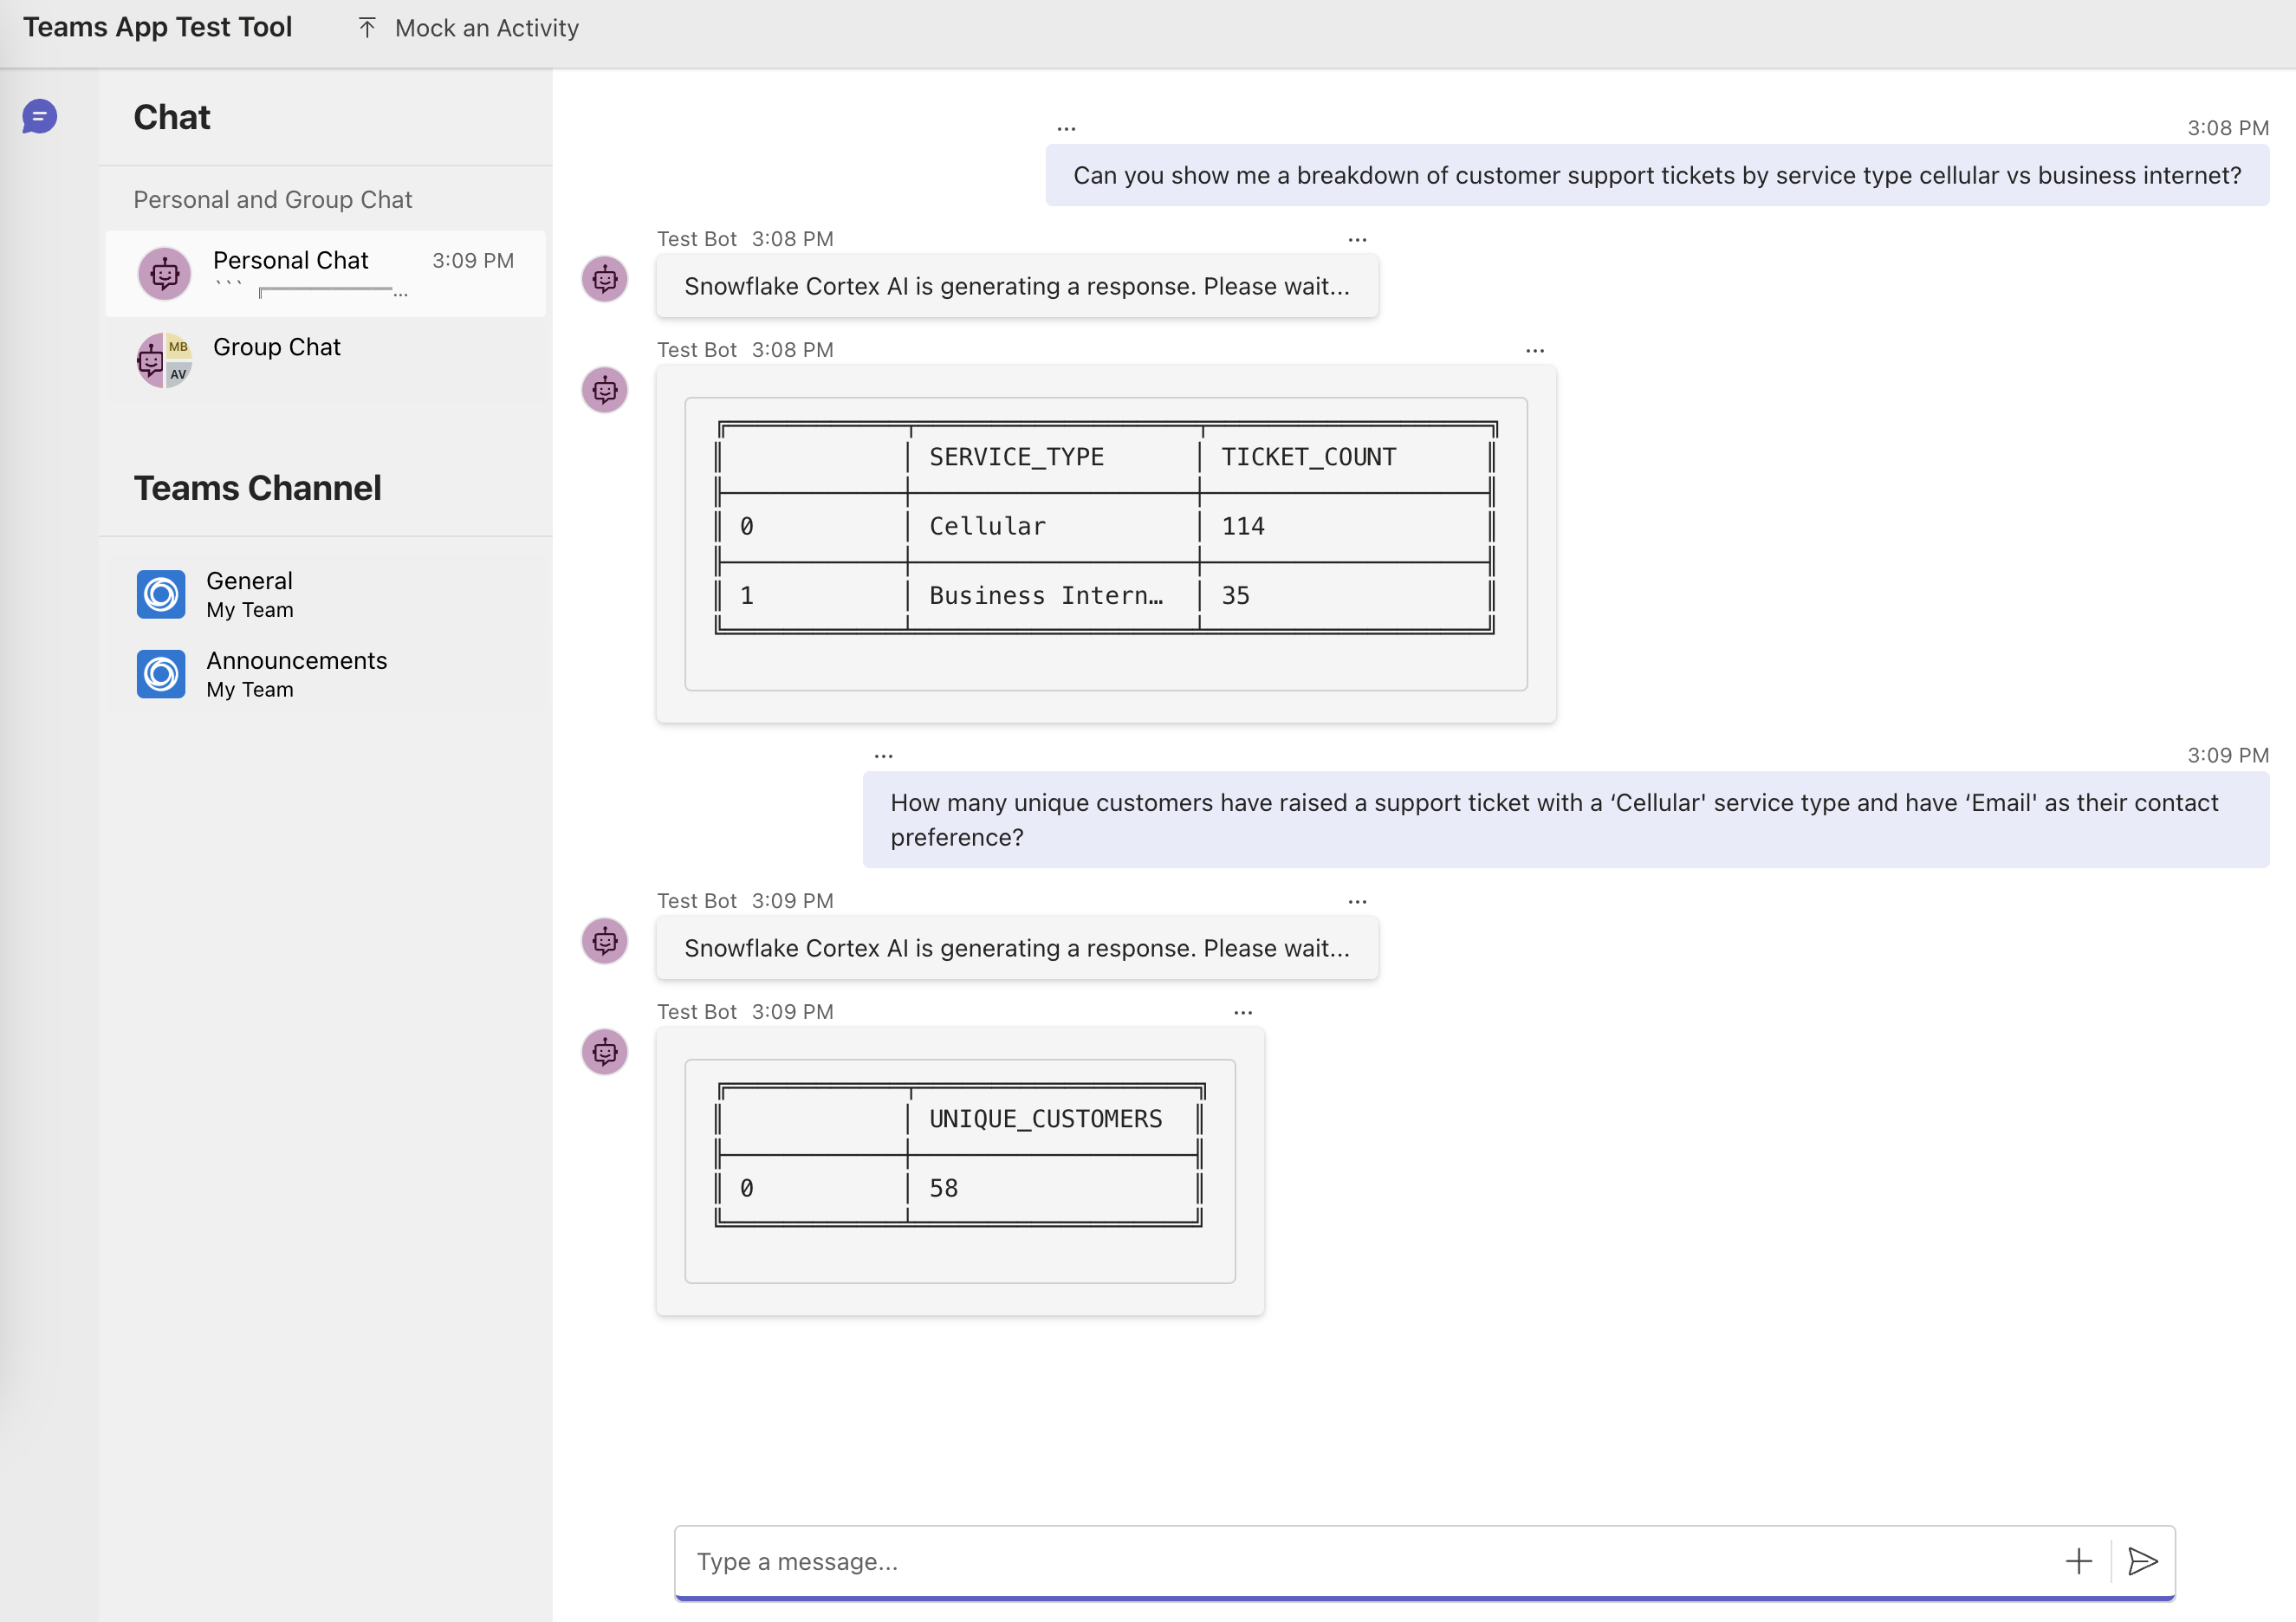 Teams App Test Tool
Mock an Activity
Chat
Personal and Group Chat
Personal Chat 3:09 PM
``` ╔════════...
MB
AV
Group Chat
Teams Channel
General
My Team
Announcements
My Team
3:08 PM
Can you show me a breakdown of customer support tickets by service type cellular vs business internet?
Test Bot 3:08 PM
Snowflake Cortex AI is generating a response. Please wait...
Test Bot 3:08 PM
SERVICE_TYPE TICKET_COUNT
0 Cellular 114
1 Business Intern… 35
3:09 PM
How many unique customers have raised a support ticket with a ‘Cellular' service type and have ‘Email' as their contact
preference?
Test Bot 3:09 PM
Snowflake Cortex AI is generating a response. Please wait...
Test Bot 3:09 PM
UNIQUE_CUSTOMERS
0 58
Type a message...